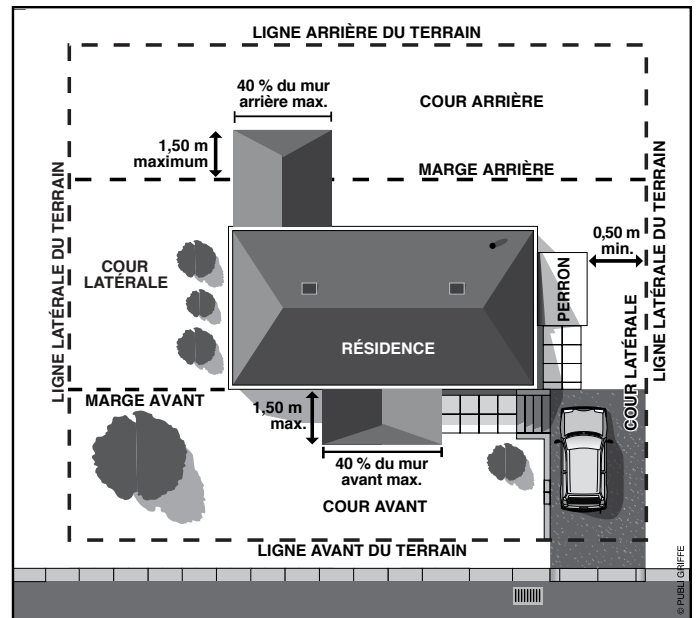 LIGNE ARRIÈRE DU TERRAIN
40 % du mur
arrière max.
COUR ARRIÈRE
1,50 m
maximum
MARGE ARRIÈRE
LIGNE LATÉRALE DU TERRAIN
COUR
LATÉRALE
0,50 m
min.
PERRON
COUR LATÉRALE
LIGNE LATÉRALE DU TERRAIN
RÉSIDENCE
MARGE AVANT
1,50 m
max.
40 % du mur
avant max.
COUR AVANT
LIGNE AVANT DU TERRAIN
© PUBLI GRIFFE